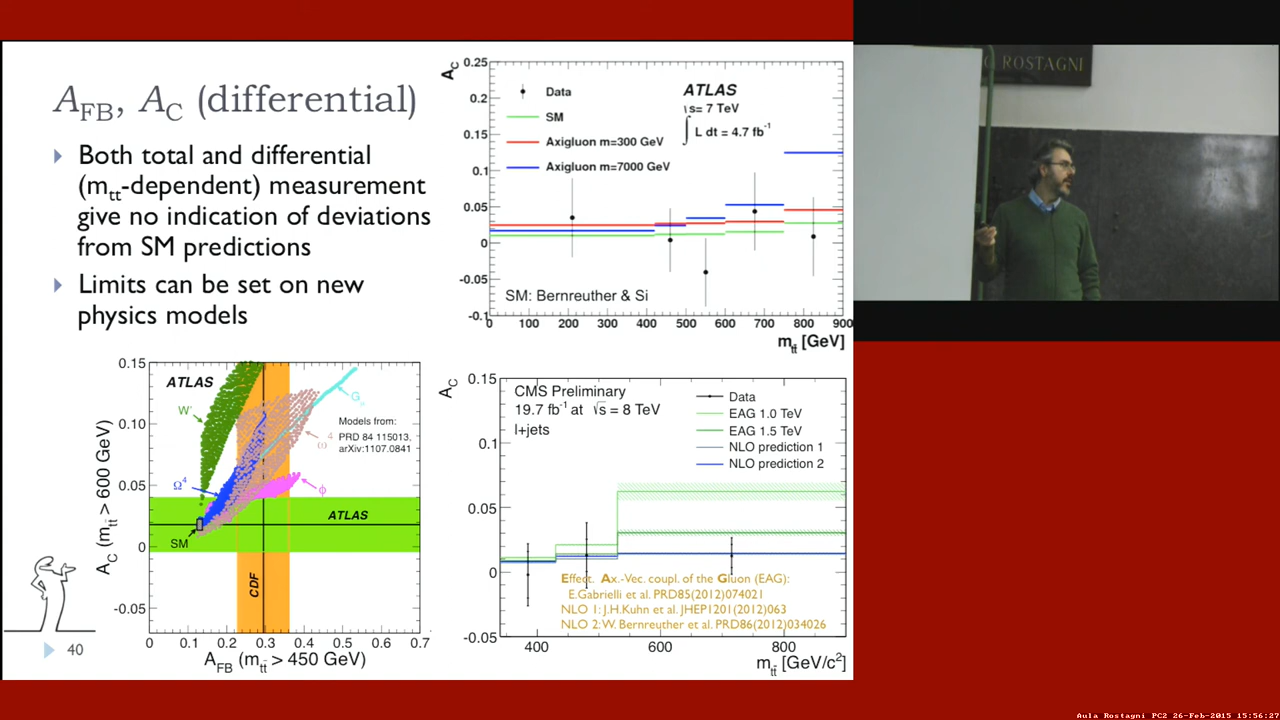 A_FB, A_C (differential)
Both total and differential
(m_tt-dependent) measurement
give no indication of deviations
from SM predictions
Limits can be set on new
physics models
A_C
0.25
0.2
0.15
0.1
0.05
0
-0.05
-0.1
Data
SM
Axigluon m=300 GeV
Axigluon m=7000 GeV
ATLAS
√s= 7 TeV
∫ L dt = 4.7 fb⁻¹
SM: Bernreuther & Si
0 100 200 300 400 500 600 700 800 900
m_tt̄ [GeV]
A_C (m_tt̄ > 600 GeV)
0.15
0.10
0.05
0
-0.05
ATLAS
W'
Ω⁴
SM
G
ω⁴
ϕ
Models from:
PRD 84 115013,
arXiv:1107.0841
ATLAS
CDF
0 0.1 0.2 0.3 0.4 0.5 0.6 0.7
A_FB (m_tt̄ > 450 GeV)
A_C
0.15
0.1
0.05
0
-0.05
CMS Preliminary
19.7 fb⁻¹ at √s = 8 TeV
l+jets
Data
EAG 1.0 TeV
EAG 1.5 TeV
NLO prediction 1
NLO prediction 2
Effect. Ax.-Vec. coupl. of the Gluon (EAG):
E.Gabrielli et al. PRD85(2012)074021
NLO 1: J.H.Kuhn et al. JHEP1201(2012)063
NLO 2: W. Bernreuther et al. PRD86(2012)034026
400 600 800
m_tt̄ [GeV/c²]
40
ROSTAGNI
Aula Rostagni PC2 26-Feb-2015 15:56:27